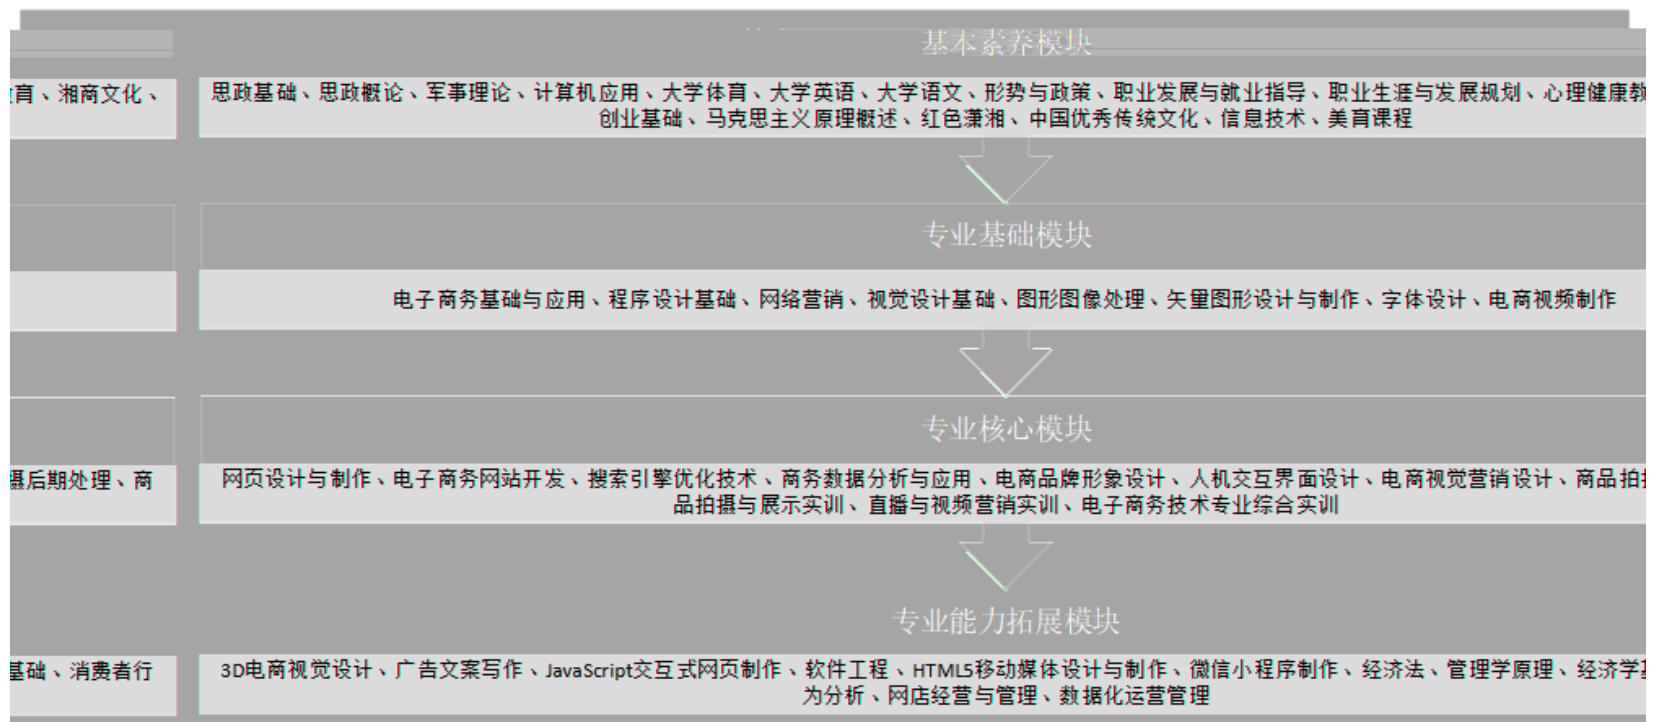 基本素养模块
育、湘商文化、
思政基础、思政概论、军事理论、计算机应用、大学体育、大学英语、大学语文、形势与政策、职业发展与就业指导、职业生涯与发展规划、心理健康教
创业基础、马克思主义原理概述、红色潇湘、中国优秀传统文化、信息技术、美育课程
专业基础模块
电子商务基础与应用、程序设计基础、网络营销、视觉设计基础、图形图像处理、矢量图形设计与制作、字体设计、电商视频制作
专业核心模块
摄后期处理、商
网页设计与制作、电子商务网站开发、搜索引擎优化技术、商务数据分析与应用、电商品牌形象设计、人机交互界面设计、电商视觉营销设计、商品拍
品拍摄与展示实训、直播与视频营销实训、电子商务技术专业综合实训
专业能力拓展模块
基础、消费者行
3D电商视觉设计、广告文案写作、JavaScript交互式网页制作、软件工程、HTML5移动媒体设计与制作、微信小程序制作、经济法、管理学原理、经济学
为分析、网店经营与管理、数据化运营管理